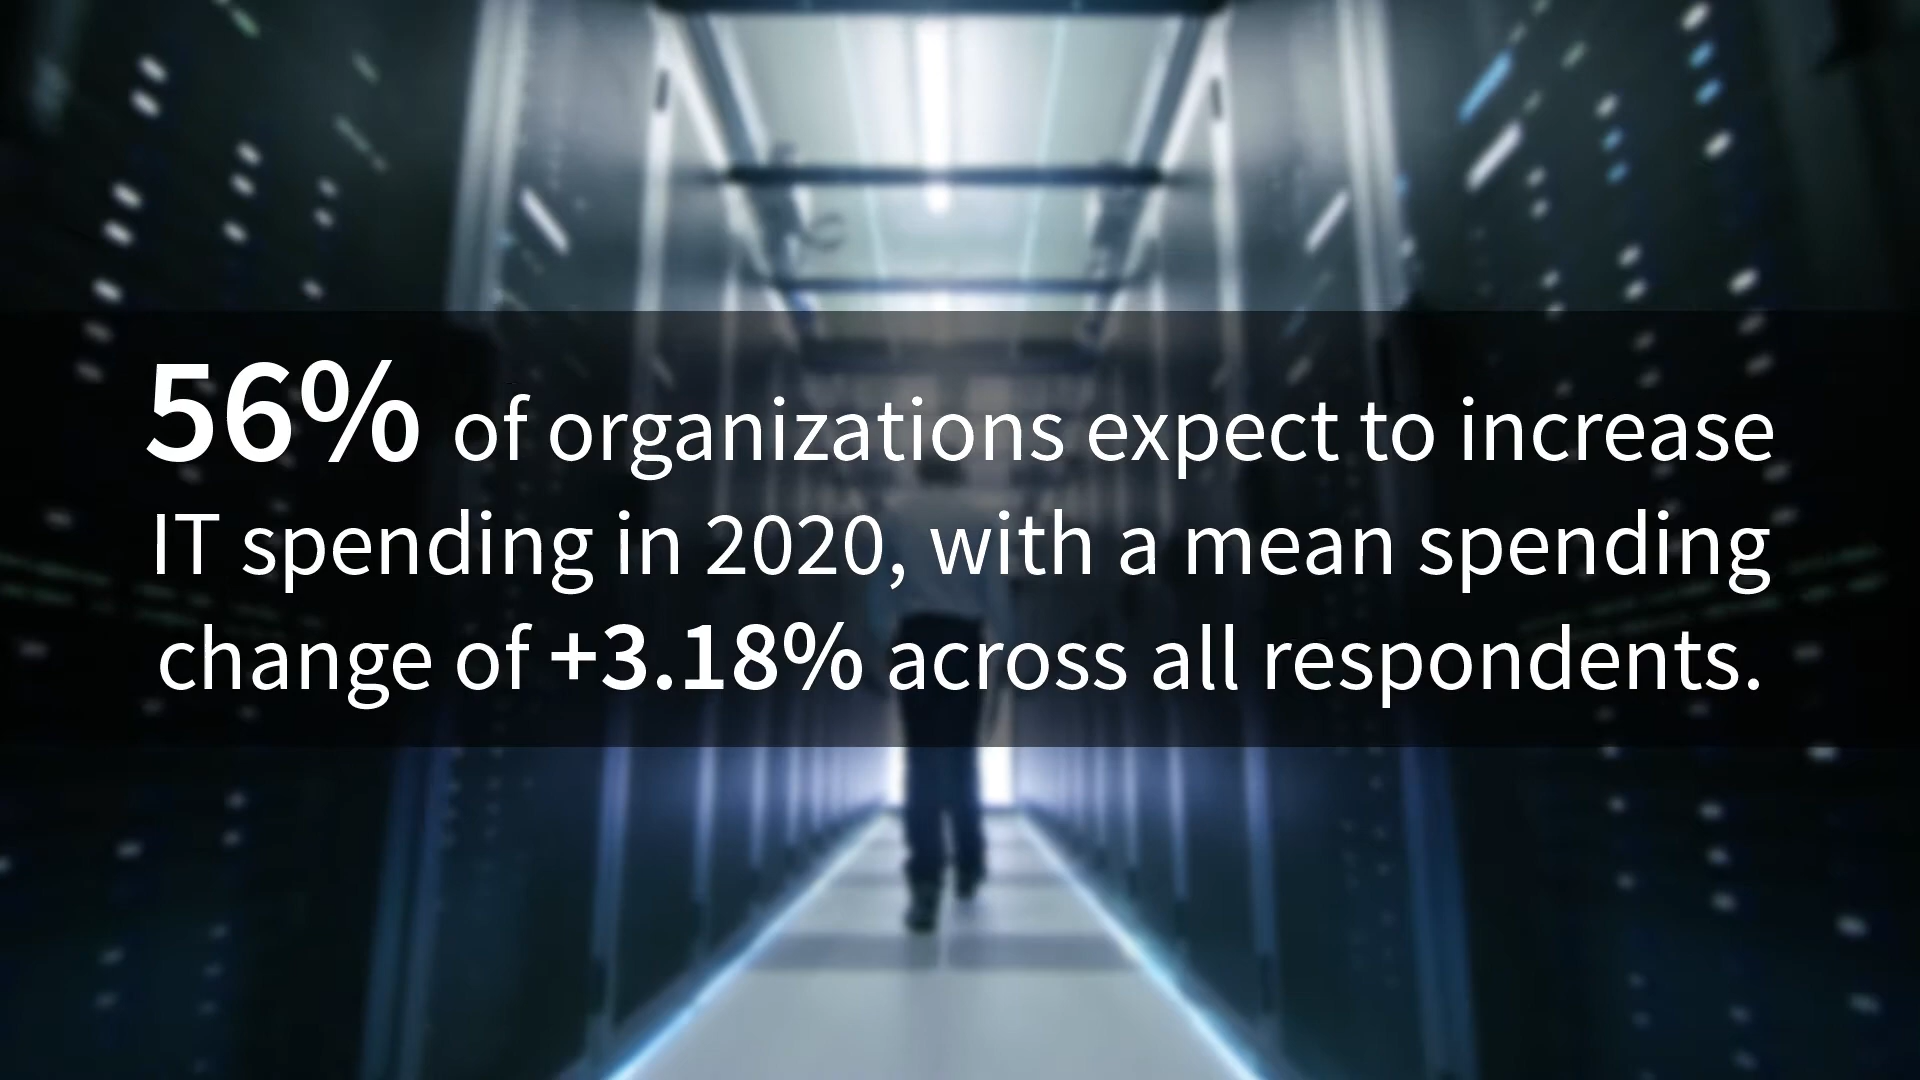 56% of organizations expect to increase
IT spending in 2020, with a mean spending
change of +3.18% across all respondents.